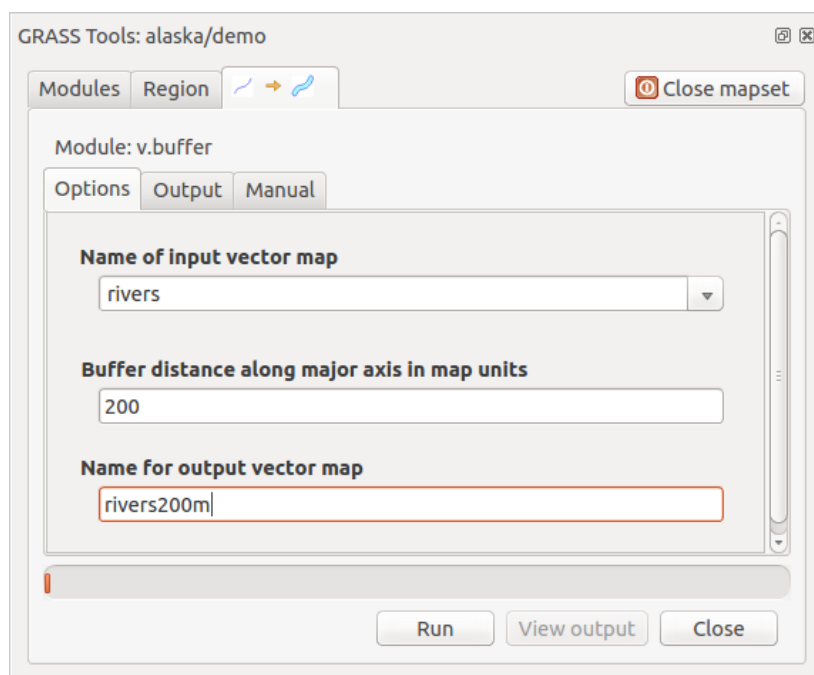 GRASS Tools: alaska/demo
Modules Region Close mapset
Module: v.buffer
Options Output Manual
Name of input vector map
rivers
Buffer distance along major axis in map units
200
Name for output vector map
rivers200m
Run View output Close